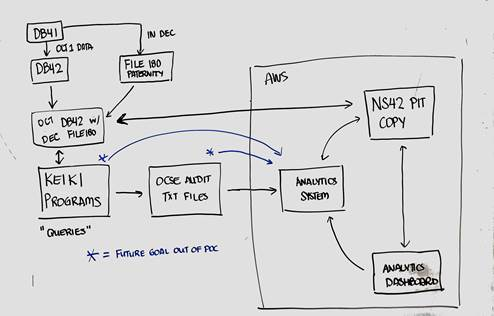 DB41
OCT 1 DATA
IN DEC
DB42
FILE 180
PATERNITY
AWS
OCT DB42 W/
DEC FILE180
NS42 PIT
COPY
*
*
KEIKI
PROGRAMS
OCSE AUDIT
TXT FILES
ANALYTICS
SYSTEM
"QUERIES"
* = FUTURE GOAL OUT OF POC
ANALYTICS
DASHBOARD